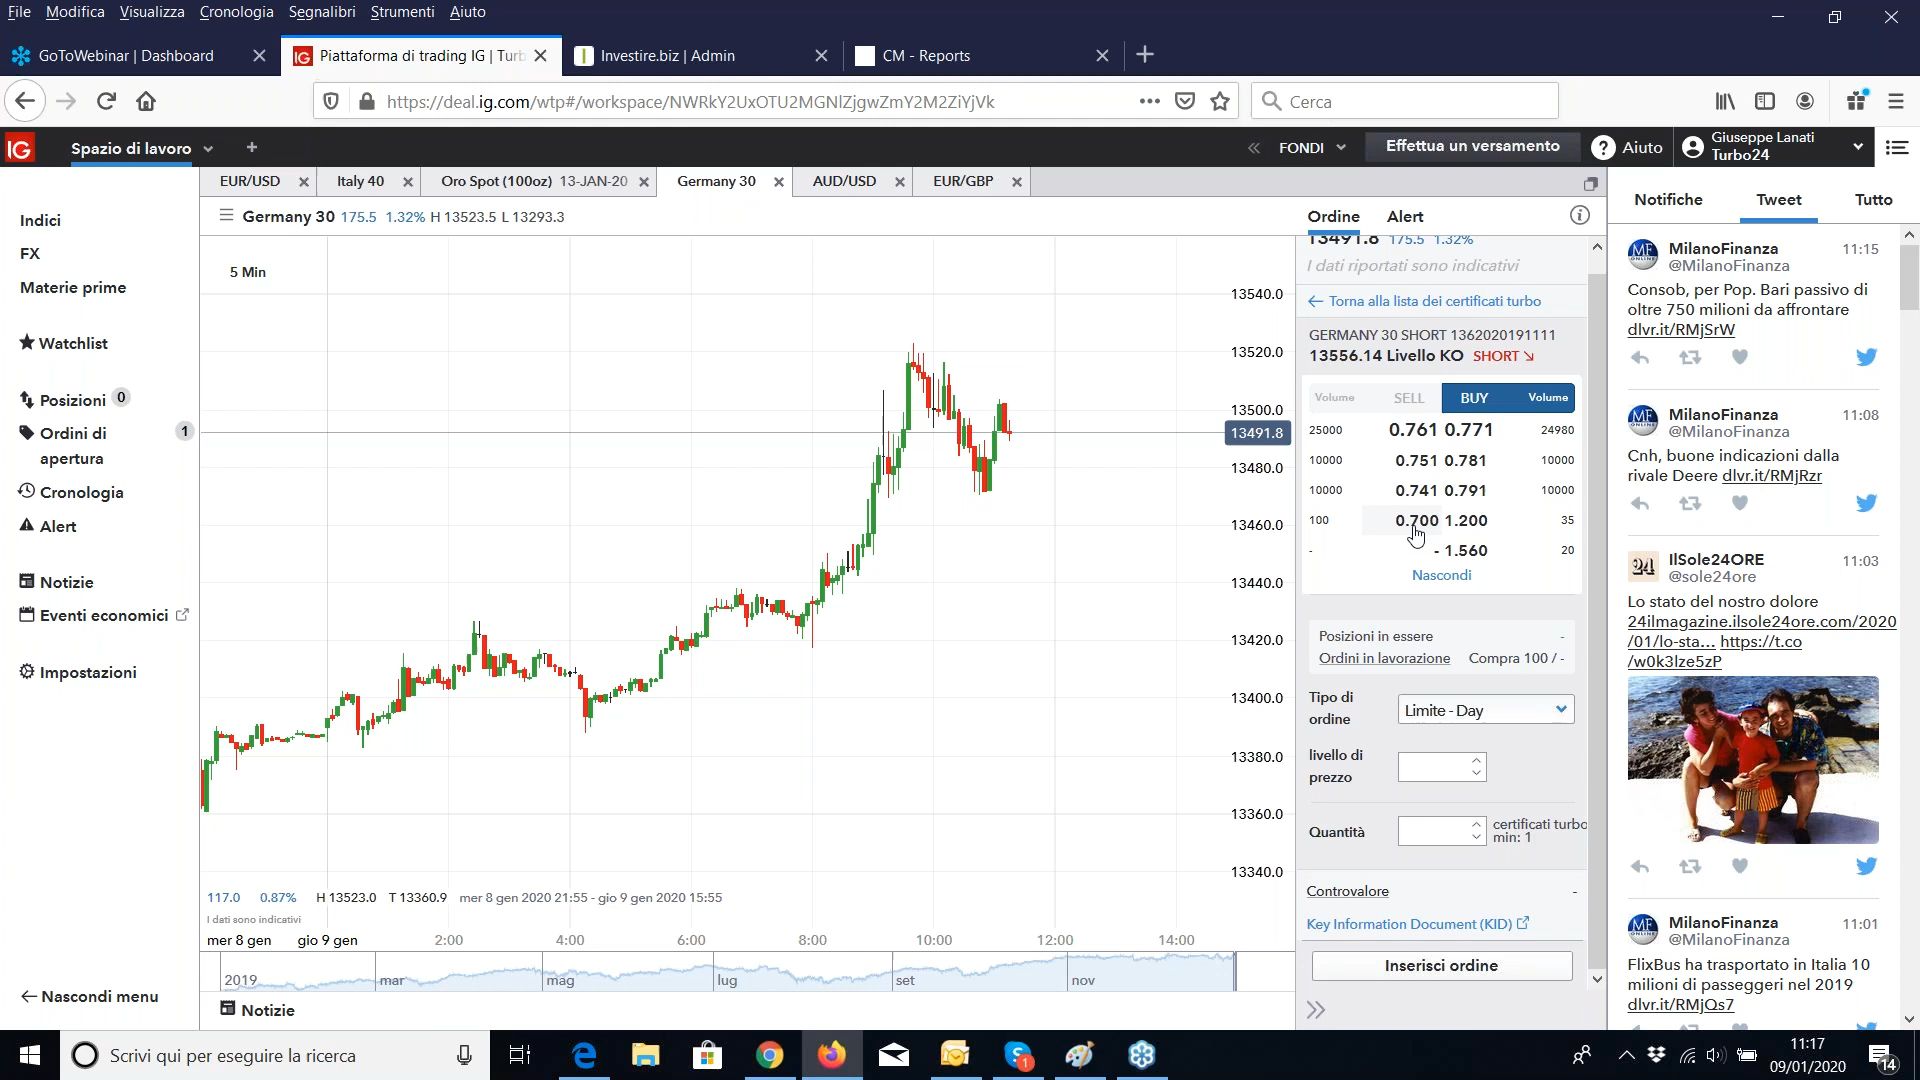 File Modifica Visualizza Cronologia Segnalibri Strumenti Aiuto
GoToWebinar | Dashboard
IG Piattaforma di trading IG | Turb
Investire.biz | Admin
CM - Reports
https://deal.ig.com/wtp#/workspace/NWRkY2UxOTU2MGNlZjgwZmY2M2ZiYjVk
Cerca
IG Spazio di lavoro
FONDI
Effettua un versamento
? Aiuto
Giuseppe Lanati
Turbo24
Indici
FX
Materie prime
Watchlist
Posizioni 0
Ordini di apertura 1
Cronologia
Alert
Notizie
Eventi economici
Impostazioni
Nascondi menu
EUR/USD
Italy 40
Oro Spot (100oz) 13-JAN-20
Germany 30
AUD/USD
EUR/GBP
Germany 30 175.5 1.32% H 13523.5 L 13293.3
5 Min
13540.0
13520.0
13500.0
13491.8
13480.0
13460.0
13440.0
13420.0
13400.0
13380.0
13360.0
13340.0
117.0 0.87% H 13523.0 T 13360.9 mer 8 gen 2020 21:55 - gio 9 gen 2020 15:55
I dati sono indicativi
mer 8 gen gio 9 gen 2:00 4:00 6:00 8:00 10:00 12:00 14:00
2019 mar mag lug set nov
Notizie
Ordine Alert
13491.8 175.5 1.32%
I dati riportati sono indicativi
Torna alla lista dei certificati turbo
GERMANY 30 SHORT 1362020191111
13556.14 Livello KO SHORT
Volume SELL BUY Volume
25000 0.761 0.771 24980
10000 0.751 0.781 10000
10000 0.741 0.791 10000
100 0.700 1.200 35
- - 1.560 20
Nascondi
Posizioni in essere -
Ordini in lavorazione Compra 100 / -
Tipo di ordine
Limite - Day
livello di prezzo
Quantità
certificati turbo
min: 1
Controvalore -
Key Information Document (KID)
Inserisci ordine
Notifiche Tweet Tutto
MilanoFinanza 11:15
@MilanoFinanza
Consob, per Pop. Bari passivo di
oltre 750 milioni da affrontare
dlvr.it/RMjSrW
MilanoFinanza 11:08
@MilanoFinanza
Cnh, buone indicazioni dalla
rivale Deere dlvr.it/RMjRzr
24
IlSole24ORE 11:03
@sole24ore
Lo stato del nostro dolore
24ilmagazine.ilsole24ore.com/2020
/01/lo-sta... https://t.co
/w0k3lze5zP
MilanoFinanza 11:01
@MilanoFinanza
FlixBus ha trasportato in Italia 10
milioni di passeggeri nel 2019
dlvr.it/RMjQs7
Scrivi qui per eseguire la ricerca
1
11:17
09/01/2020
14